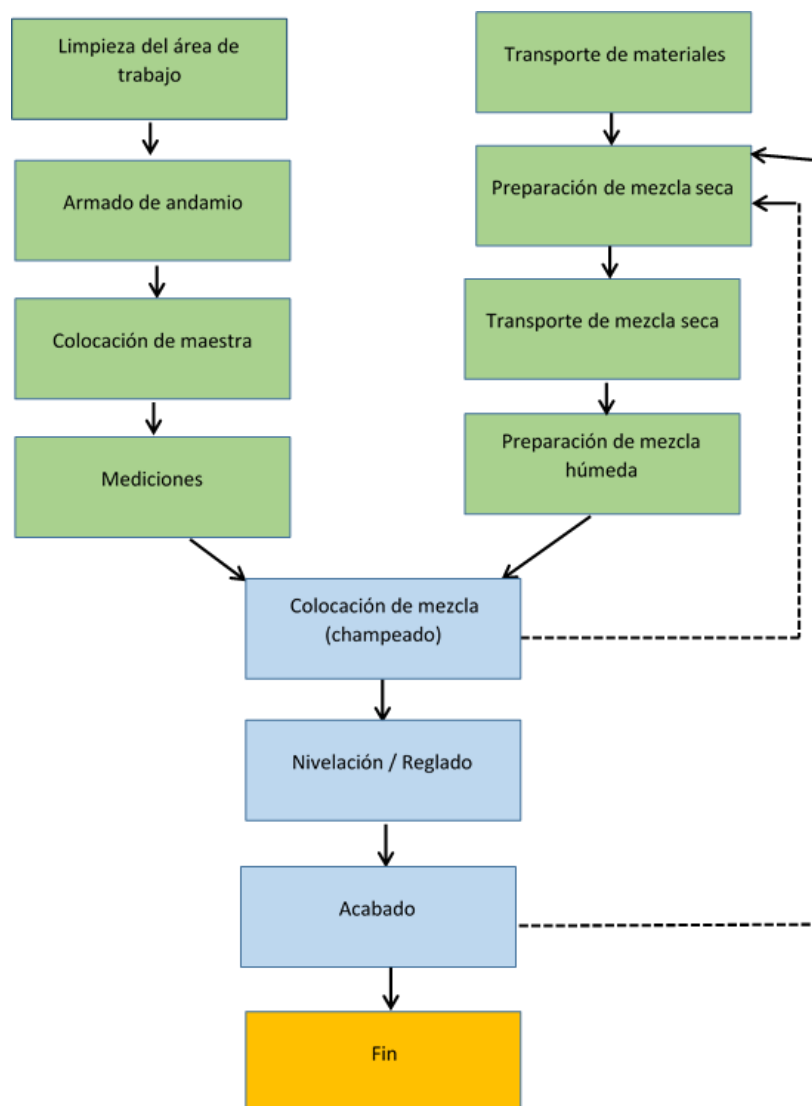 Limpieza del área de
trabajo
Armado de andamio
Colocación de maestra
Mediciones
Transporte de materiales
Preparación de mezcla seca
Transporte de mezcla seca
Preparación de mezcla
húmeda
Colocación de mezcla
(champeado)
Nivelación / Reglado
Acabado
Fin